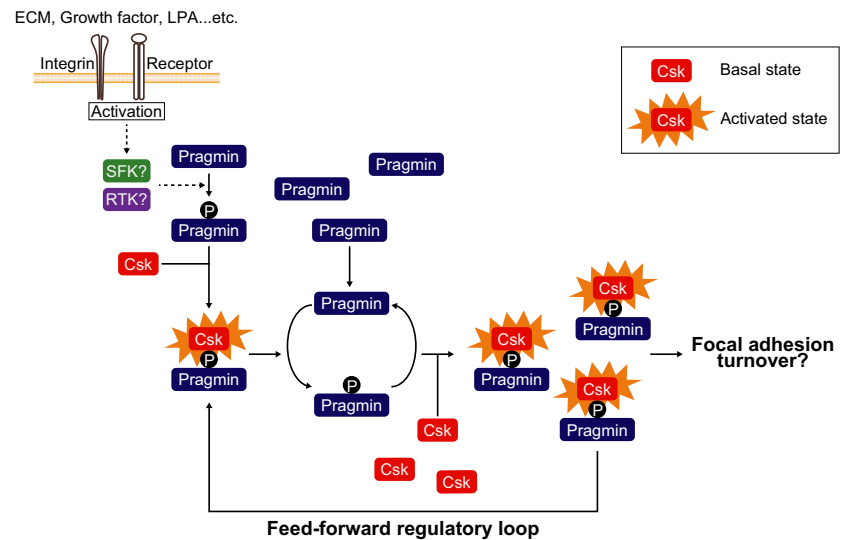 ECM, Growth factor, LPA...etc.
Integrin
Receptor
Activation
SFK?
RTK?
Pragmin
P
Pragmin
Csk
Csk
P
Pragmin
Pragmin
Pragmin
Pragmin
Pragmin
P
Pragmin
Csk
Csk
Csk
Csk
P
Pragmin
Csk
P
Pragmin
Csk
P
Pragmin
Focal adhesion
turnover?
Feed-forward regulatory loop
Csk
Basal state
Csk
Activated state